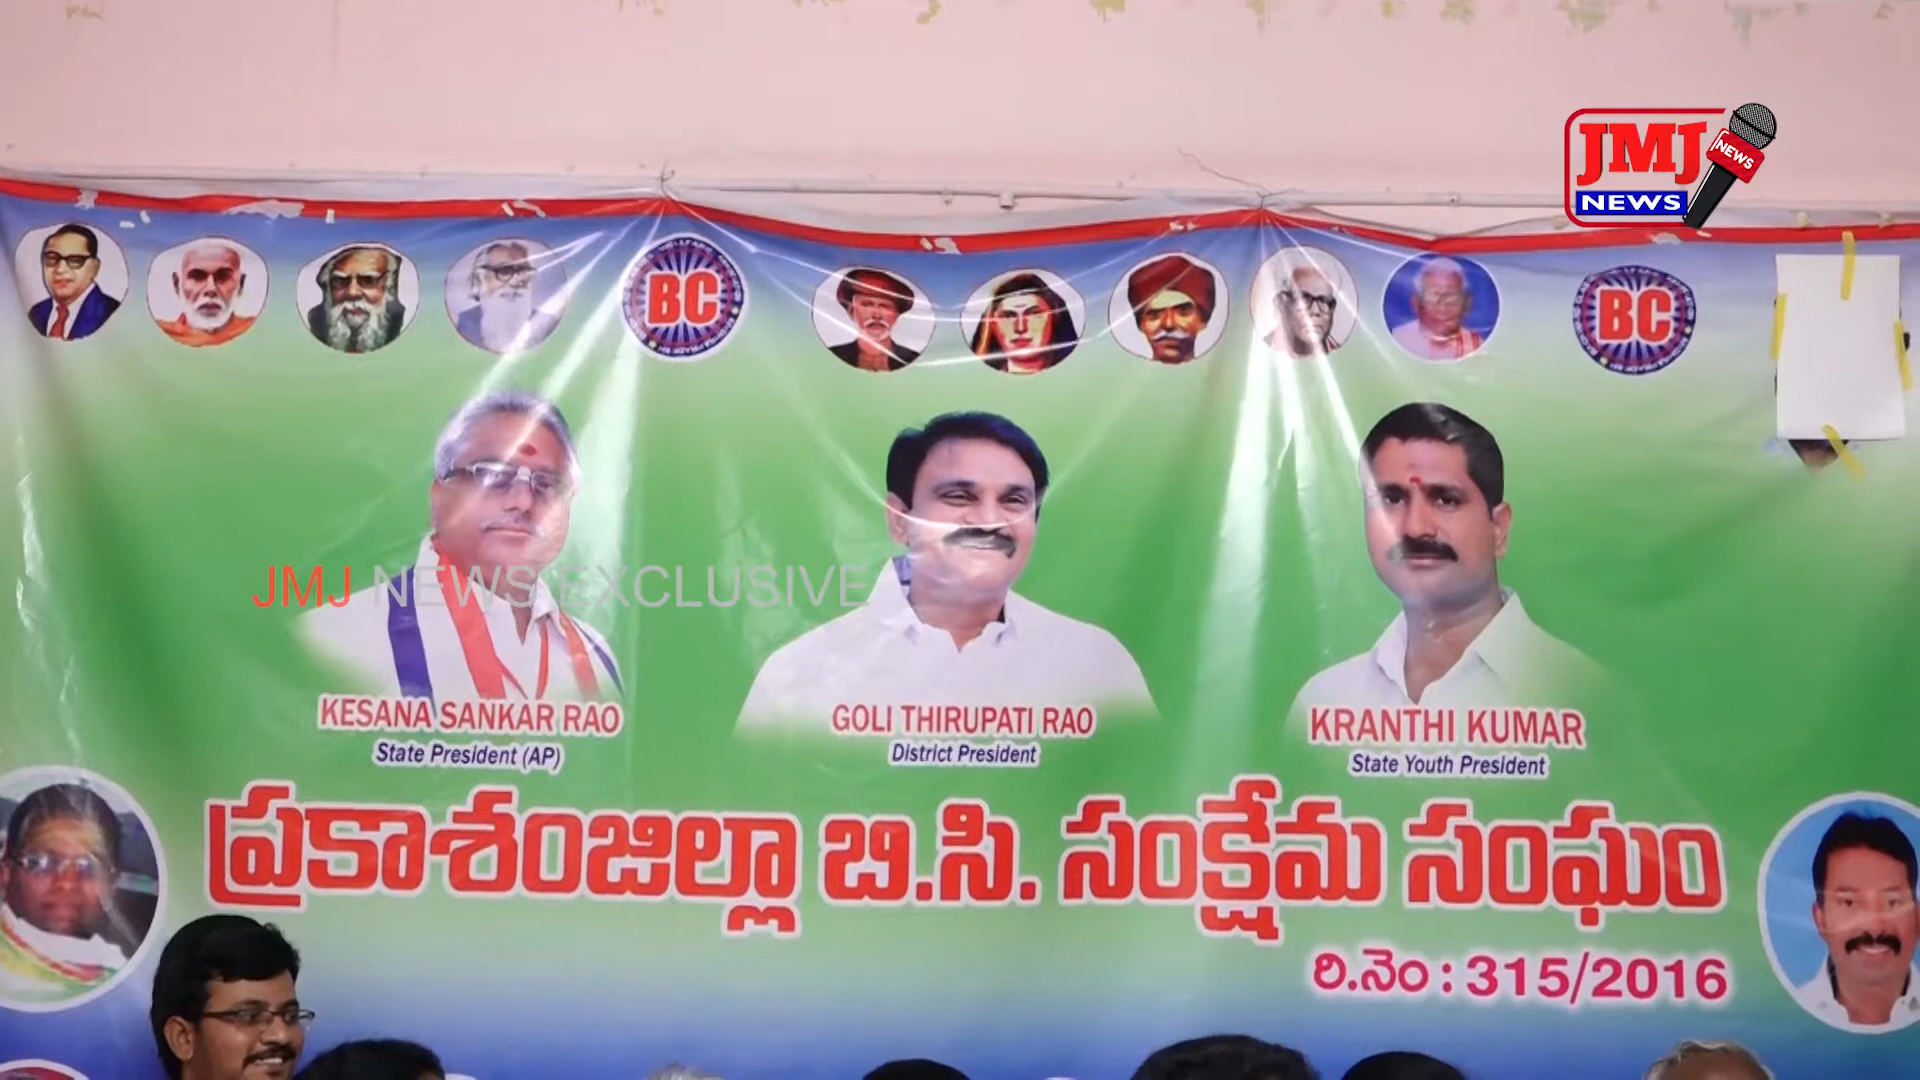 JMJ
NEWS
NEWS
BC
BC
JMJ NEWS EXCLUSIVE
KESANA SANKAR RAO
State President (AP)
GOLI THIRUPATI RAO
District President
KRANTHI KUMAR
State Youth President
ప్రకాశంజిల్లా బి.సి. సంక్షేమ సంఘం
రి.నెం : 315/2016